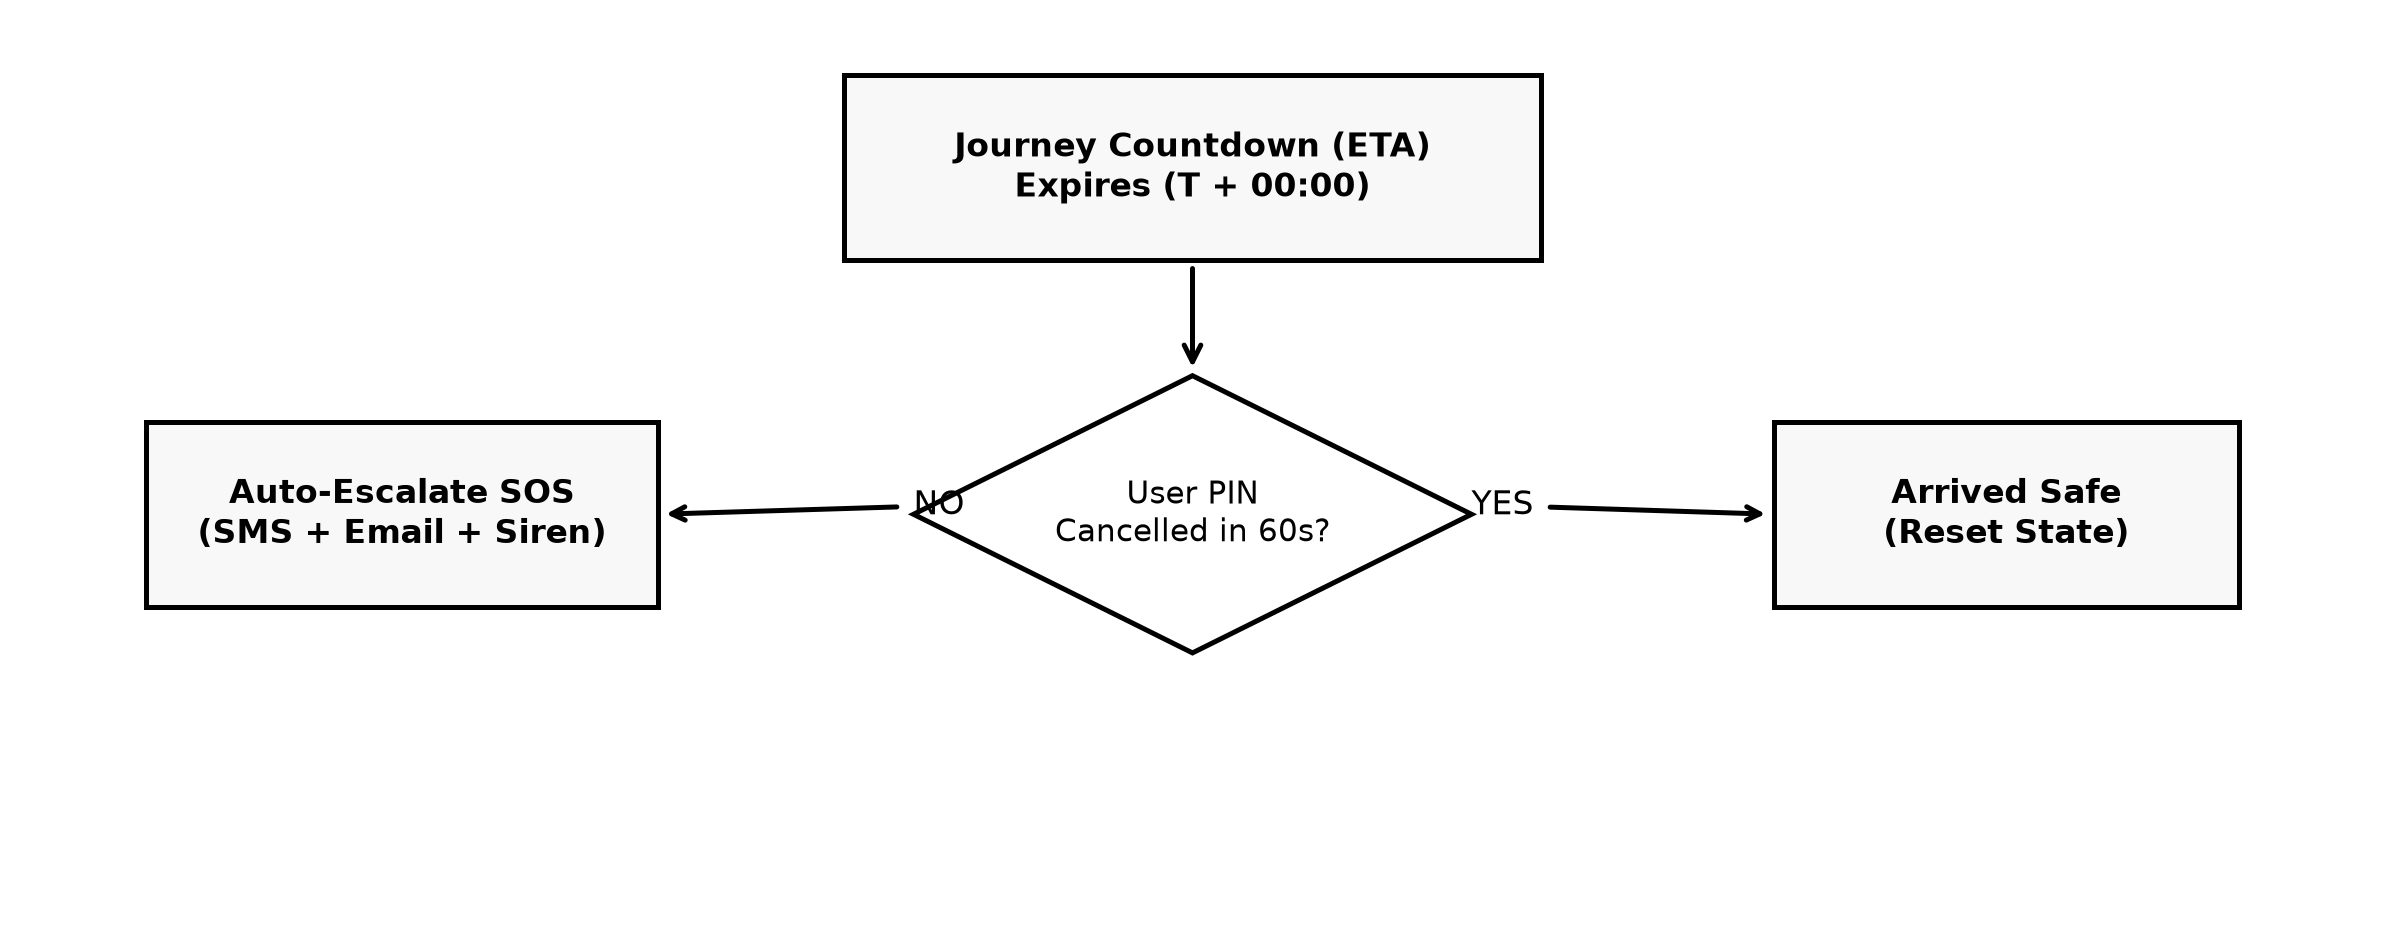 Journey Countdown (ETA)
Expires (T + 00:00)
Auto-Escalate SOS
(SMS + Email + Siren)
NO
User PIN
Cancelled in 60s?
YES
Arrived Safe
(Reset State)